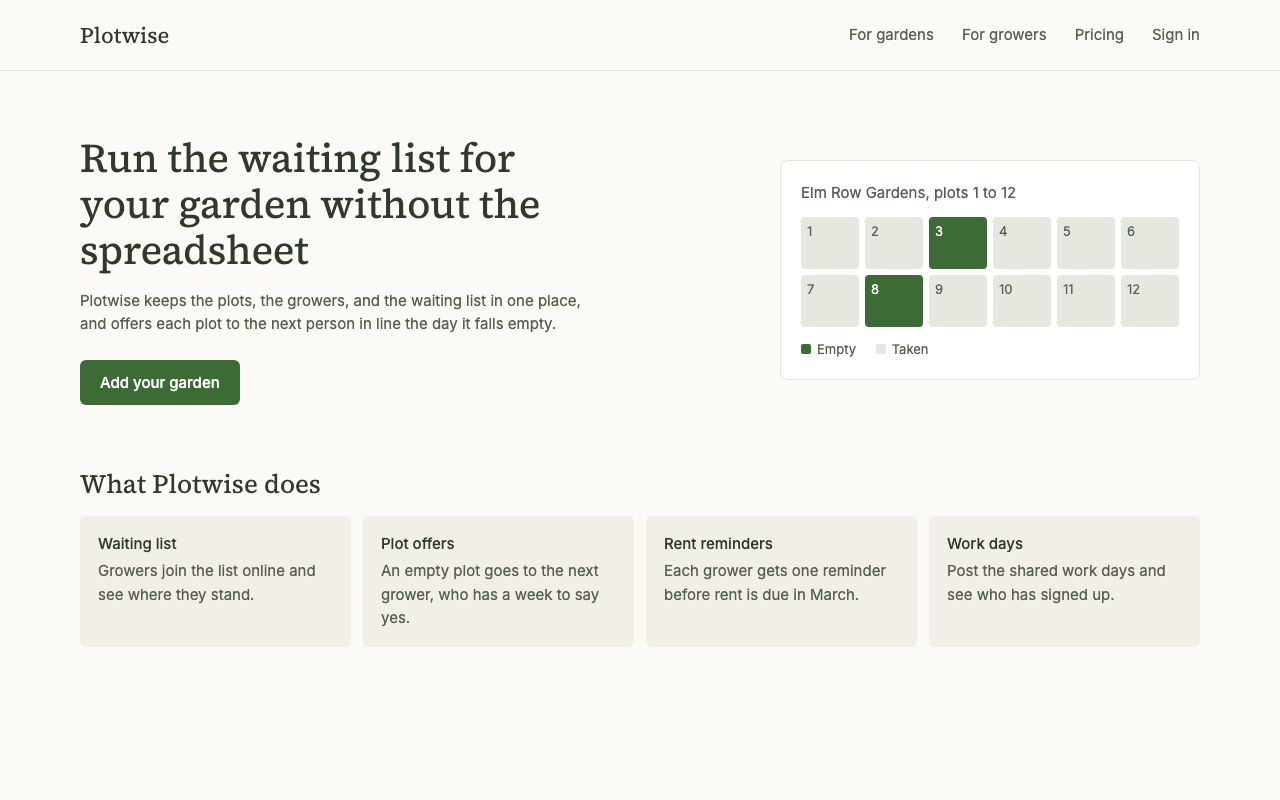 Plotwise
For gardens
For growers
Pricing
Sign in
Run the waiting list for
your garden without the
spreadsheet
Plotwise keeps the plots, the growers, and the waiting list in one place,
and offers each plot to the next person in line the day it falls empty.
Add your garden
Elm Row Gardens, plots 1 to 12
1 2 3 4 5 6
7 8 9 10 11 12
Empty Taken
What Plotwise does
Waiting list
Growers join the list online and
see where they stand.
Plot offers
An empty plot goes to the next
grower, who has a week to say
yes.
Rent reminders
Each grower gets one reminder
before rent is due in March.
Work days
Post the shared work days and
see who has signed up.